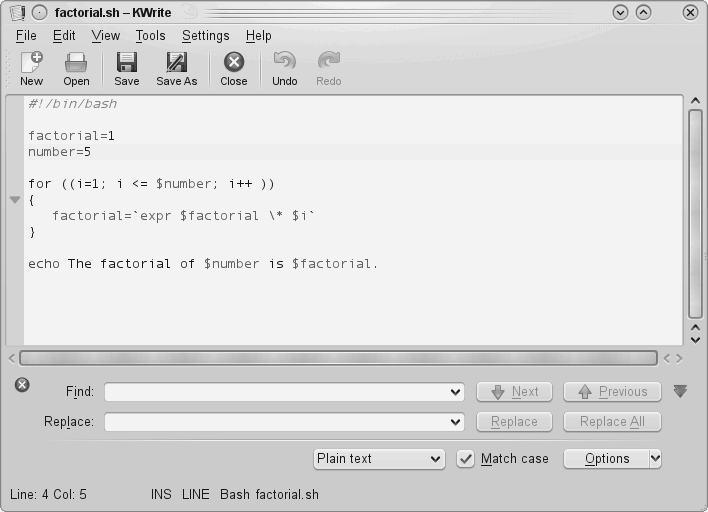 factorial.sh – KWrite
File Edit View Tools Settings Help
New Open Save Save As Close Undo Redo
#!/bin/bash
factorial=1
number=5
for ((i=1; i <= $number; i++ ))
{
factorial=`expr $factorial \* $i`
}
echo The factorial of $number is $factorial.
Find: Next Previous
Replace: Replace Replace All
Plain text Match case Options
Line: 4 Col: 5 INS LINE Bash factorial.sh